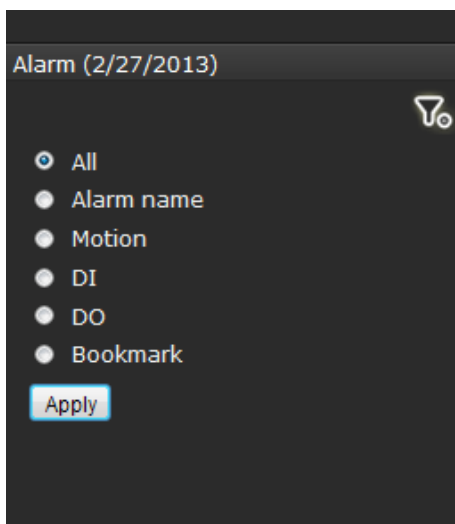 Alarm (2/27/2013)
All
Alarm name
Motion
DI
DO
Bookmark
Apply